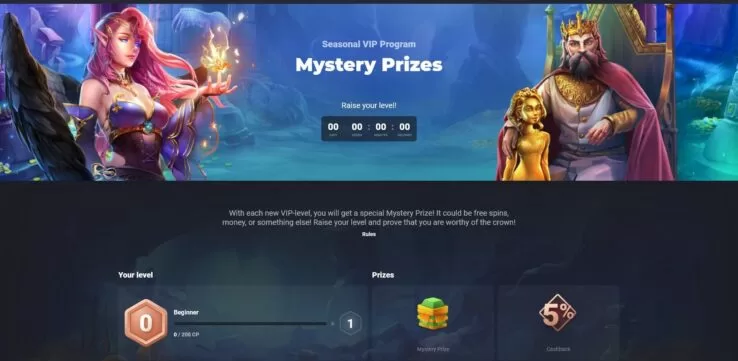 Seasonal VIP Program
Mystery Prizes
Raise your level!
00 00 : 00 : 00
DAYS HOURS MINUTES SECONDS
With each new VIP-level, you will get a special Mystery Prize! It could be free spins,
money, or something else! Raise your level and prove that you are worthy of the crown!
Rules
Your level
Prizes
0
Beginner
0 / 200 CP
1
5%
Mystery Prize
Cashback